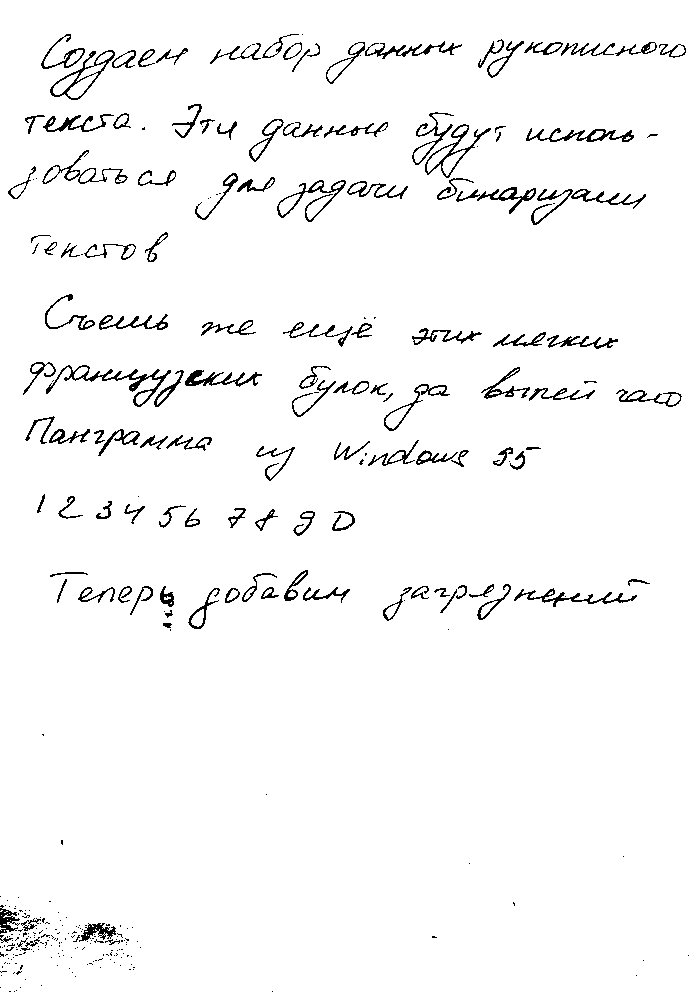 Создаем набор данных рукописного
текста. Эти данные будут исполь-
зоваться для задачи бинаризации
текстов
Съешь же ещё этих мягких
французских булок, да выпей чаю
Панграмма из Windows 95
1 2 3 4 5 6 7 8 9 0
Теперь добавим загрязнений